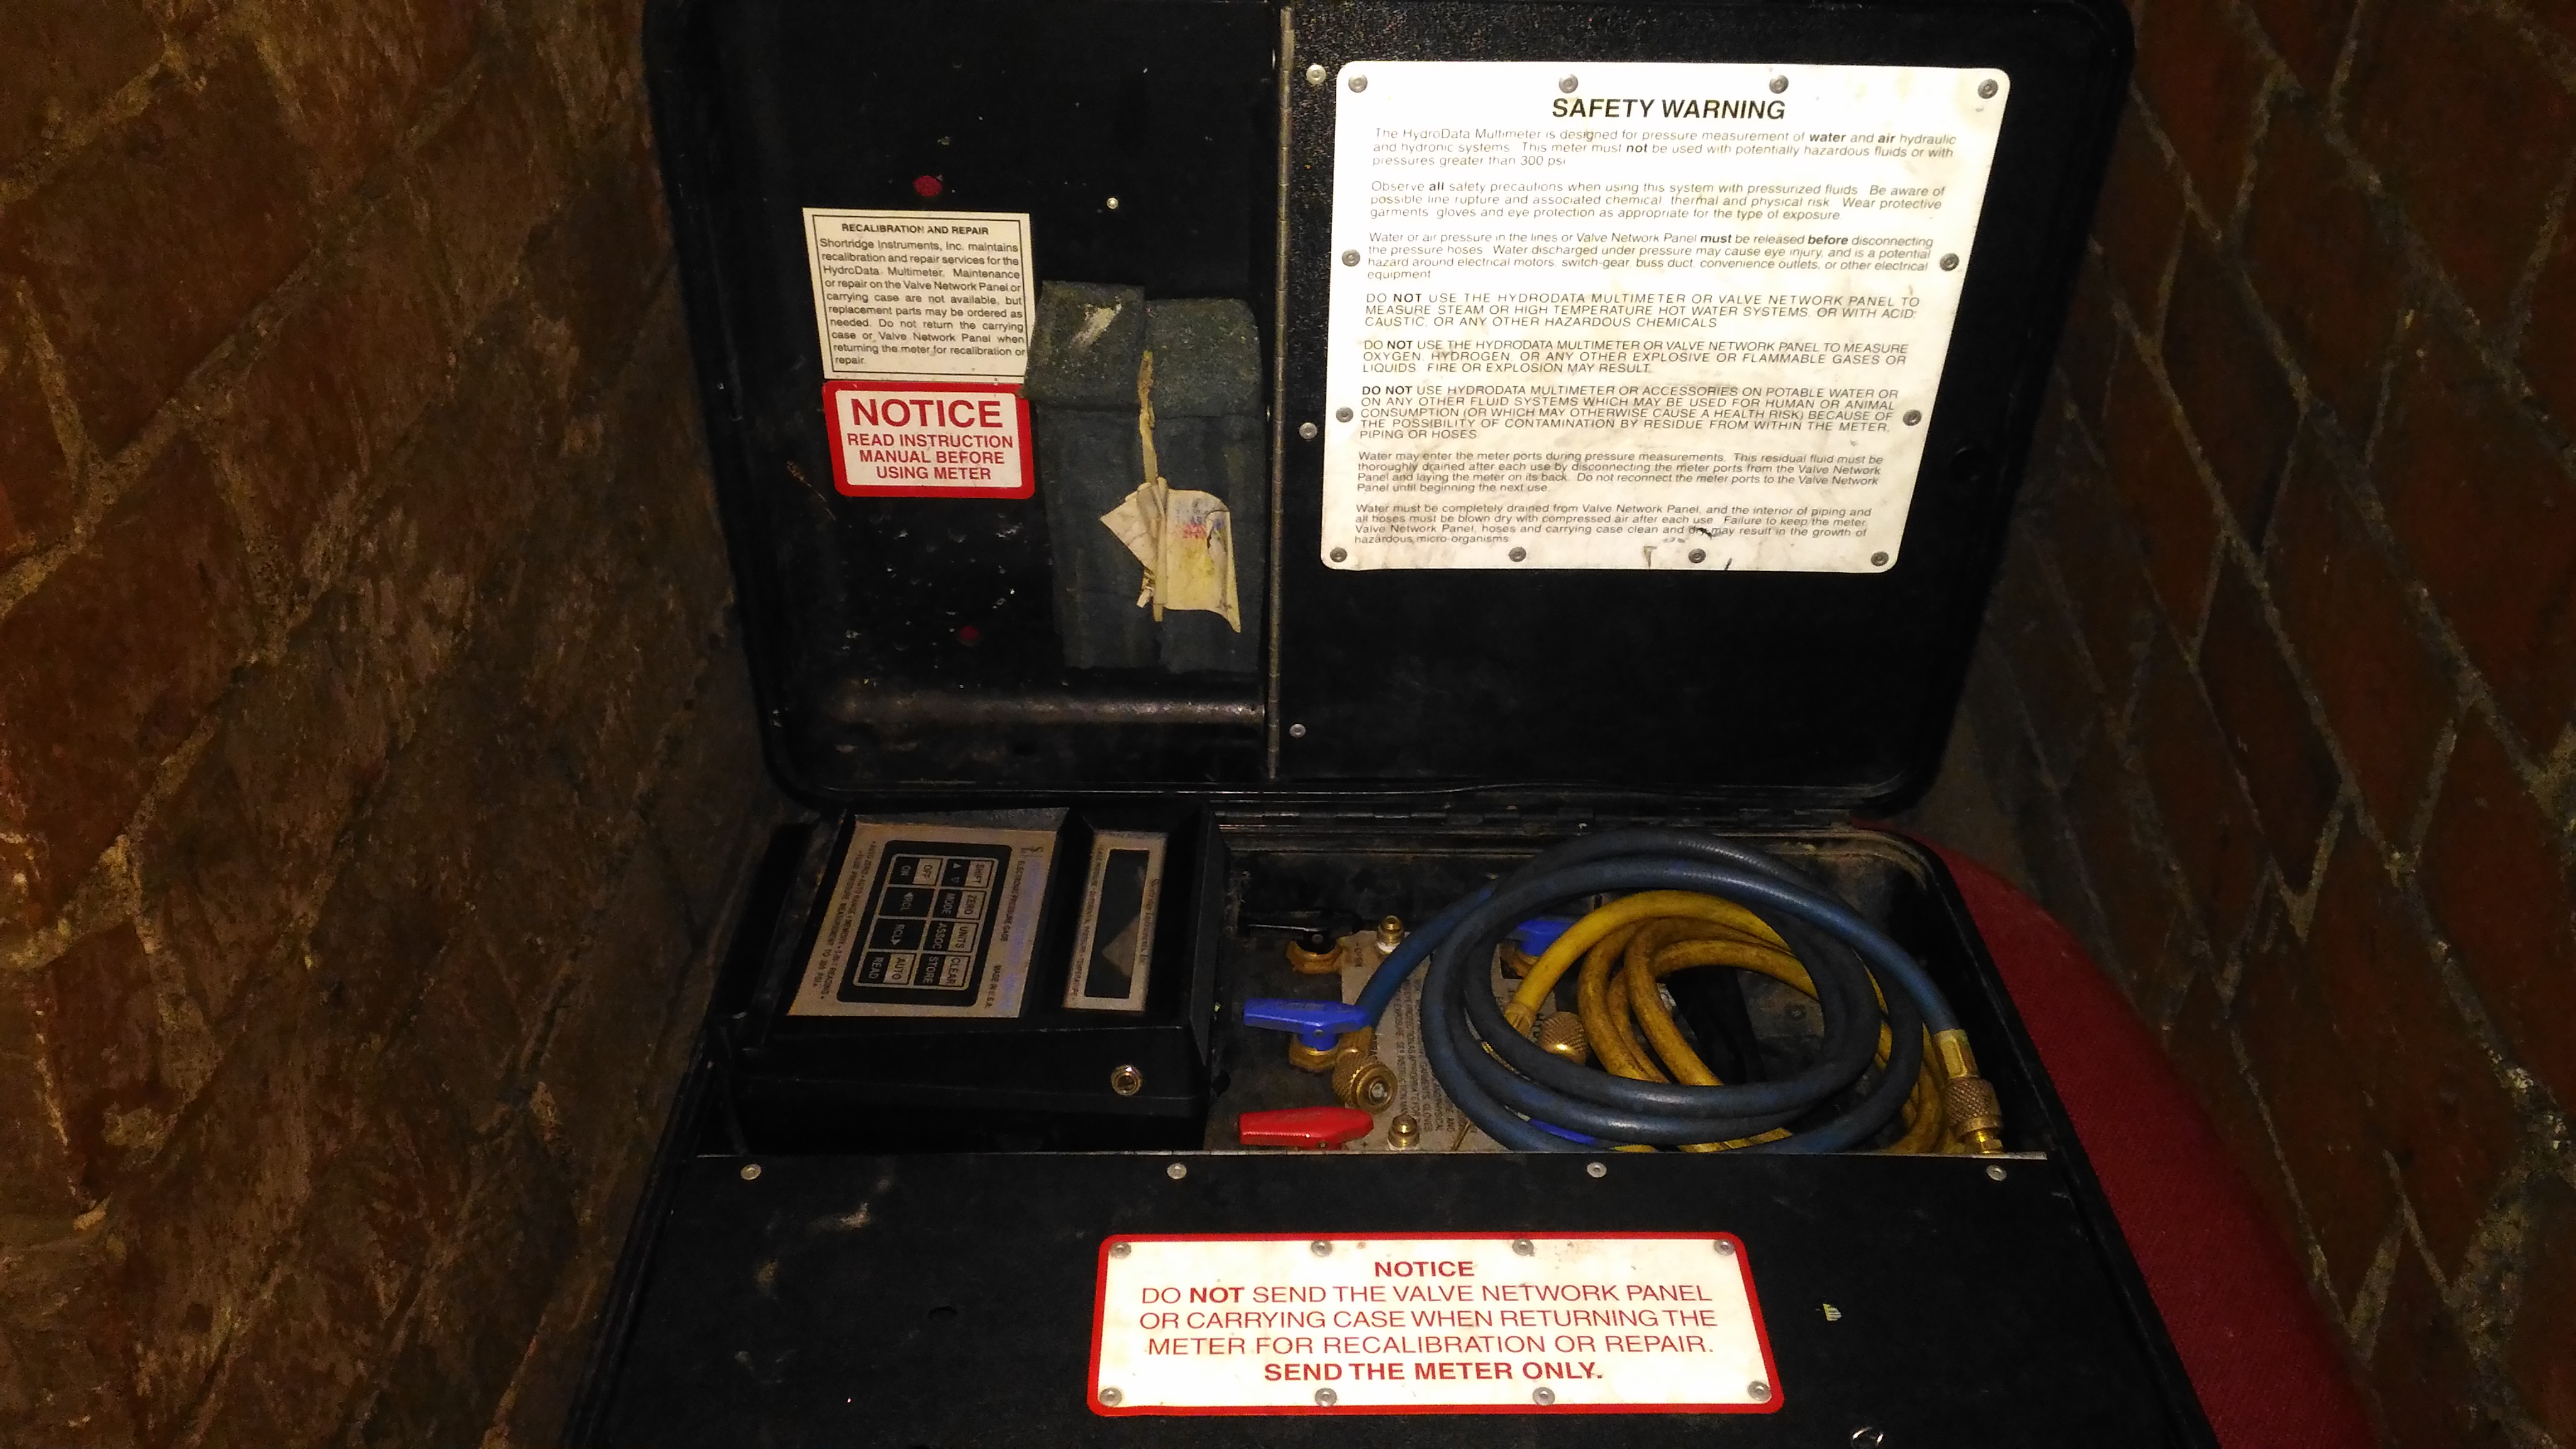 SAFETY WARNING
The HydroData Multimeter is designed for pressure measurement of water and air hydraulic
and hydronic systems. This meter must not be used with potentially hazardous fluids or with
pressures greater than 300 psi
Observe all safety precautions when using this system with pressurized fluids. Be aware of
possible line rupture and associated chemical, thermal and physical risk. Wear protective
garments, gloves and eye protection as appropriate for the type of exposure
Water or air pressure in the lines or Valve Network Panel must be released before disconnecting
the pressure hoses. Water discharged under pressure may cause eye injury, and is a potential
hazard around electrical motors, switch-gear, buss duct, convenience outlets, or other electrical
equipment
DO NOT USE THE HYDRODATA MULTIMETER OR VALVE NETWORK PANEL TO
MEASURE STEAM OR HIGH TEMPERATURE HOT WATER SYSTEMS, OR WITH ACID,
CAUSTIC, OR ANY OTHER HAZARDOUS CHEMICALS
DO NOT USE THE HYDRODATA MULTIMETER OR VALVE NETWORK PANEL TO MEASURE
OXYGEN, HYDROGEN, OR ANY OTHER EXPLOSIVE OR FLAMMABLE GASES OR
LIQUIDS. FIRE OR EXPLOSION MAY RESULT.
DO NOT USE HYDRODATA MULTIMETER OR ACCESSORIES ON POTABLE WATER OR
ON ANY OTHER FLUID SYSTEMS WHICH MAY BE USED FOR HUMAN OR ANIMAL
CONSUMPTION (OR WHICH MAY OTHERWISE CAUSE A HEALTH RISK) BECAUSE OF
THE POSSIBILITY OF CONTAMINATION BY RESIDUE FROM WITHIN THE METER,
PIPING OR HOSES
Water may enter the meter ports during pressure measurements. This residual fluid must be
thoroughly drained after each use by disconnecting the meter ports from the Valve Network
Panel and laying the meter on its back. Do not reconnect the meter ports to the Valve Network
Panel until beginning the next use.
Water must be completely drained from Valve Network Panel, and the interior of piping and
all hoses must be blown dry with compressed air after each use. Failure to keep the meter,
Valve Network Panel, hoses and carrying case clean and dry may result in the growth of
hazardous micro-organisms
RECALIBRATION AND REPAIR
Shortridge Instruments, Inc. maintains
recalibration and repair services for the
HydroData Multimeter. Maintenance
or repair on the Valve Network Panel or
carrying case are not available, but
replacement parts may be ordered as
needed. Do not return the carrying
case or Valve Network Panel when
returning the meter for recalibration or
repair.
NOTICE
READ INSTRUCTION
MANUAL BEFORE
USING METER
ELECTRONIC PRESSURE GAGE
MADE IN U.S.A.
SHIFT ZERO UNITS CLEAR
MODE ASSOC STORE
OFF AUTO
ON RCL RCL READ
NOTICE
DO NOT SEND THE VALVE NETWORK PANEL
OR CARRYING CASE WHEN RETURNING THE
METER FOR RECALIBRATION OR REPAIR.
SEND THE METER ONLY.